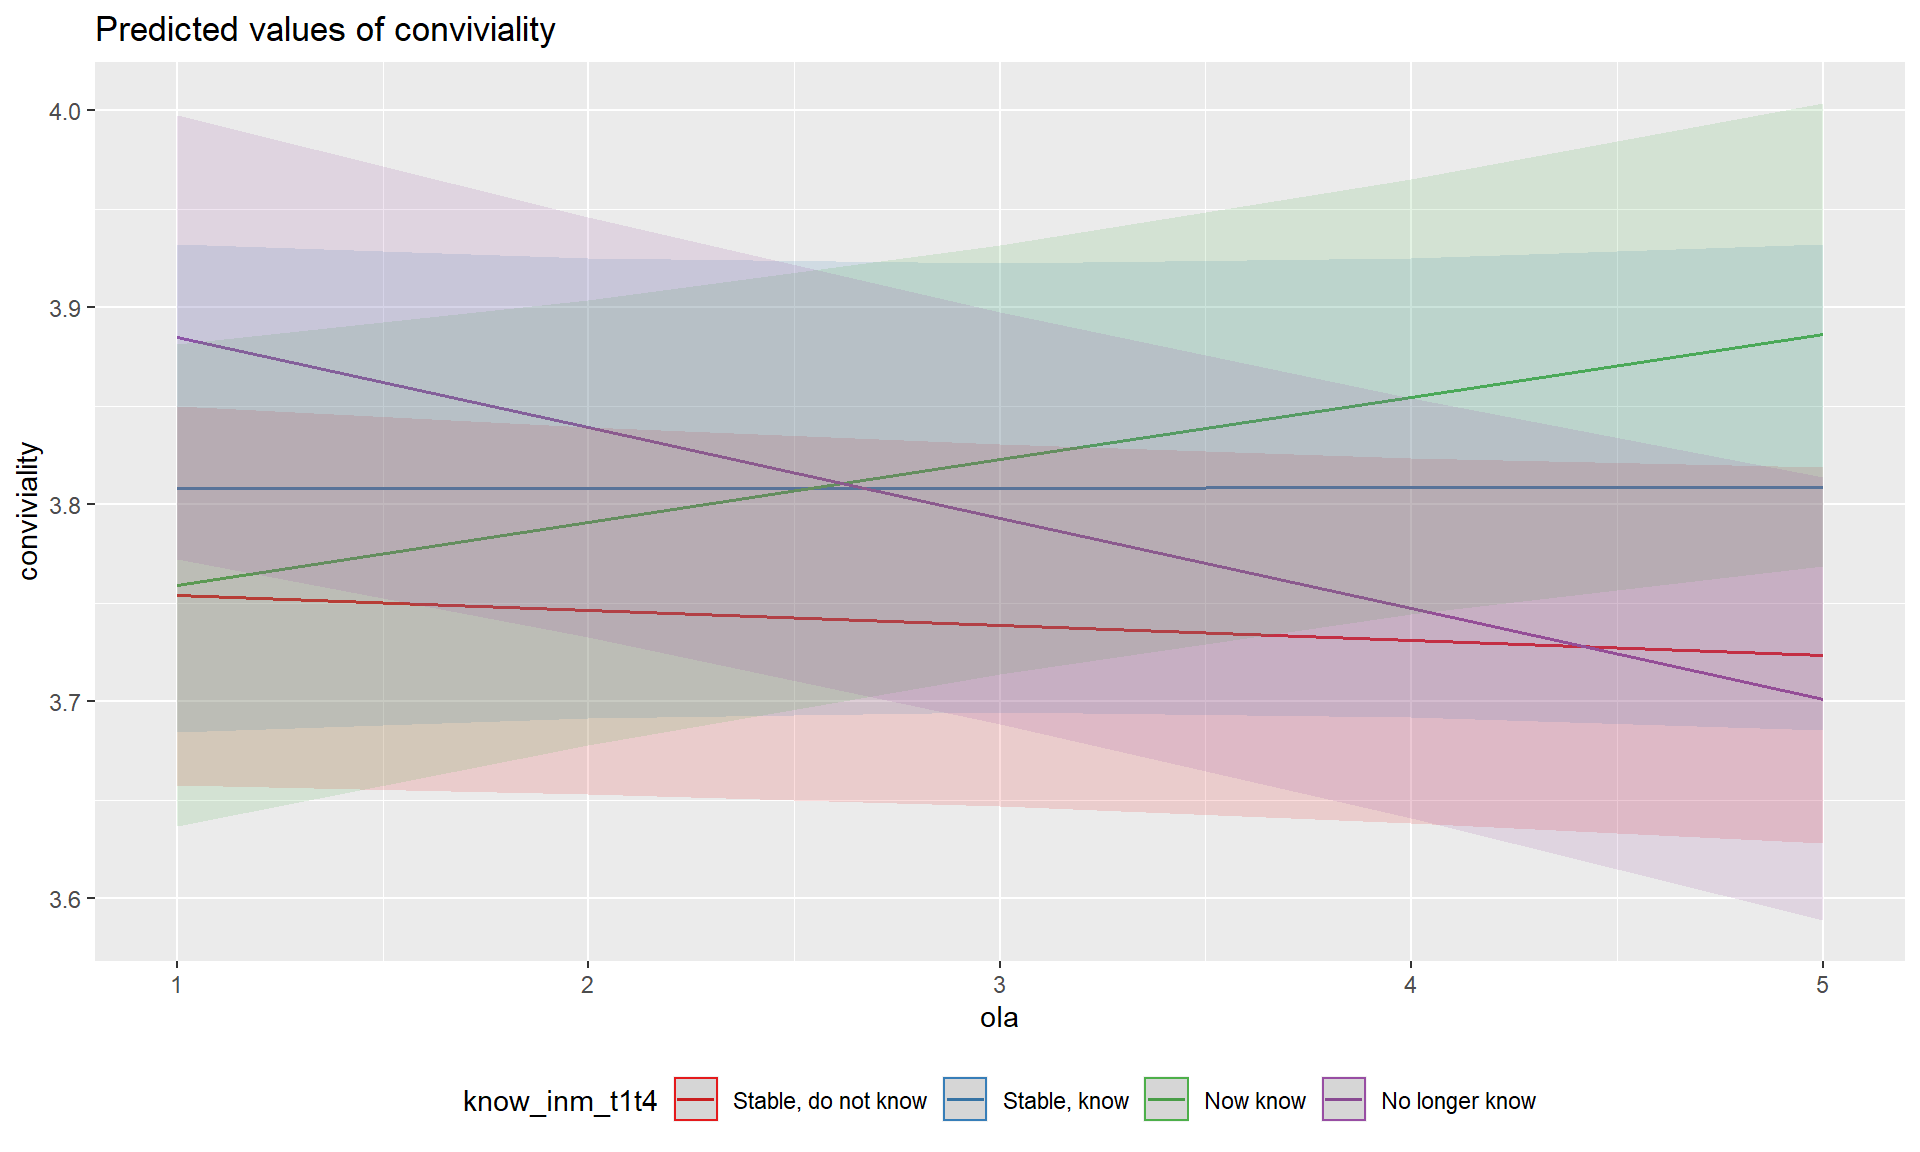 Predicted values of conviviality
4.0
3.9
3.8
3.7
3.6
conviviality
1 2 3 4 5
ola
know_inm_t1t4 Stable, do not know Stable, know Now know No longer know